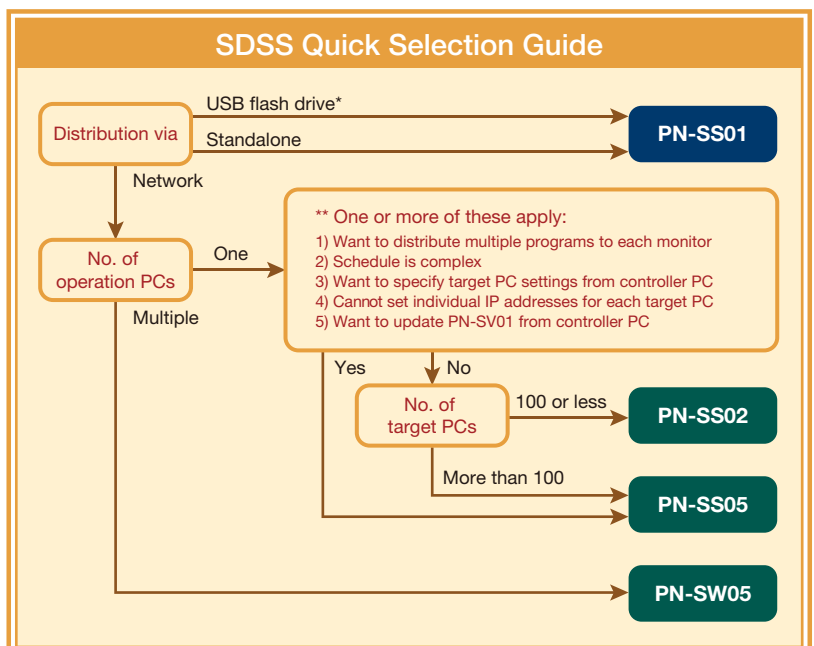 SDSS Quick Selection Guide
USB flash drive*
Distribution via
PN-SS01
Standalone
Network
** One or more of these apply:
1) Want to distribute multiple programs to each monitor
2) Schedule is complex
3) Want to specify target PC settings from controller PC
4) Cannot set individual IP addresses for each target PC
5) Want to update PN-SV01 from controller PC
No. of
operation PCs
One
Multiple
Yes
No
No. of
target PCs
100 or less
PN-SS02
More than 100
PN-SS05
PN-SW05